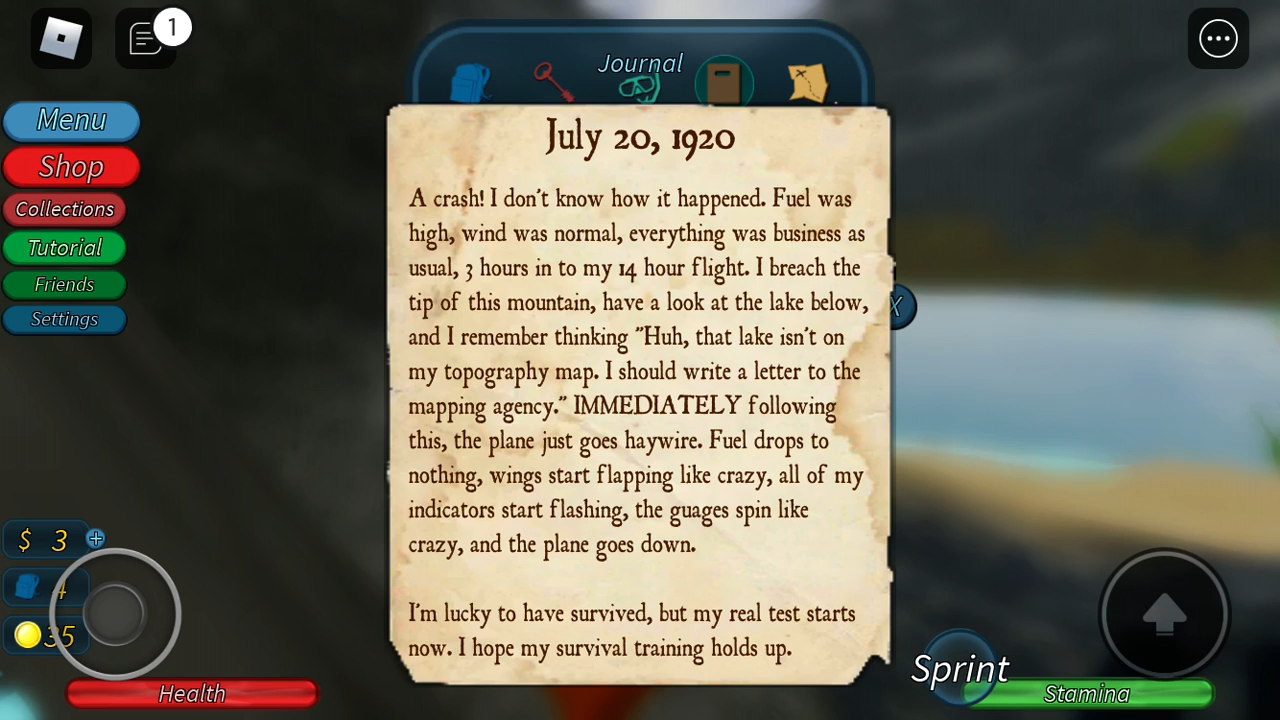 1
Journal
Menu
Shop
Collections
Tutorial
Friends
Settings
July 20, 1920
A crash! I don't know how it happened. Fuel was
high, wind was normal, everything was business as
usual, 3 hours in to my 14 hour flight. I breach the
tip of this mountain, have a look at the lake below,
and I remember thinking "Huh, that lake isn't on
my topography map. I should write a letter to the
mapping agency." IMMEDIATELY following
this, the plane just goes haywire. Fuel drops to
nothing, wings start flapping like crazy, all of my
indicators start flashing, the guages spin like
crazy, and the plane goes down.
I'm lucky to have survived, but my real test starts
now. I hope my survival training holds up.
X
$ 3 +
4
35
Health
Sprint
Stamina